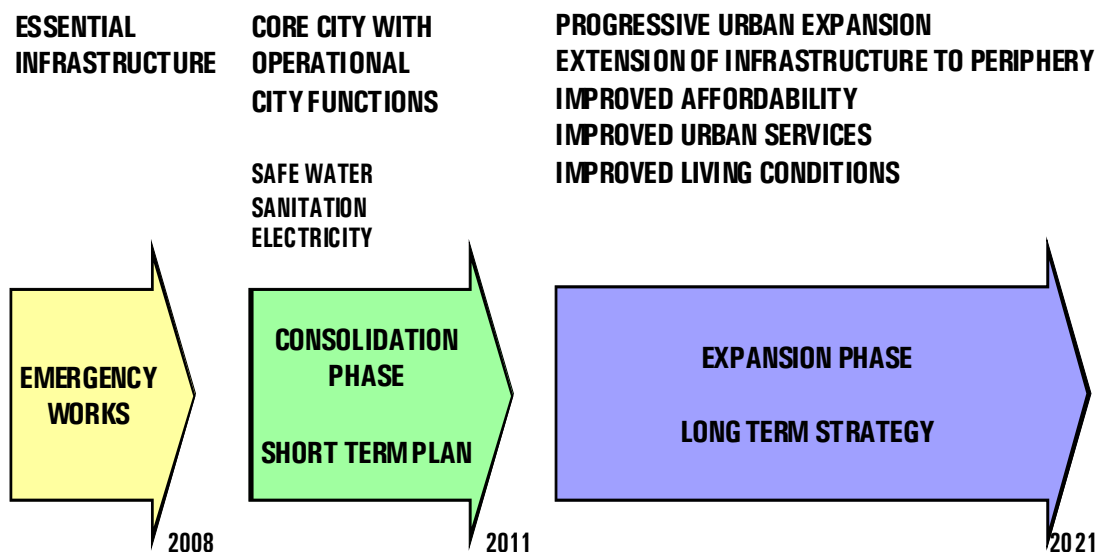 ESSENTIAL
INFRASTRUCTURE
CORE CITY WITH
OPERATIONAL
CITY FUNCTIONS
SAFE WATER
SANITATION
ELECTRICITY
PROGRESSIVE URBAN EXPANSION
EXTENSION OF INFRASTRUCTURE TO PERIPHERY
IMPROVED AFFORDABILITY
IMPROVED URBAN SERVICES
IMPROVED LIVING CONDITIONS
EMERGENCY
WORKS
2008
CONSOLIDATION
PHASE
SHORT TERM PLAN
2011
EXPANSION PHASE
LONG TERM STRATEGY
2021